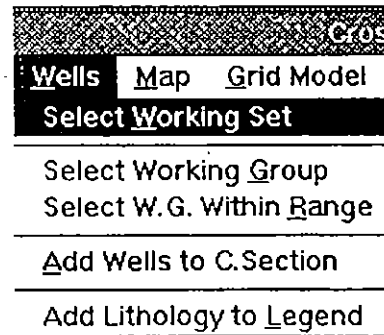 Cros
Wells Map Grid Model
Select Working Set
Select Working Group
Select W.G. Within Range
Add Wells to C.Section
Add Lithology to Legend